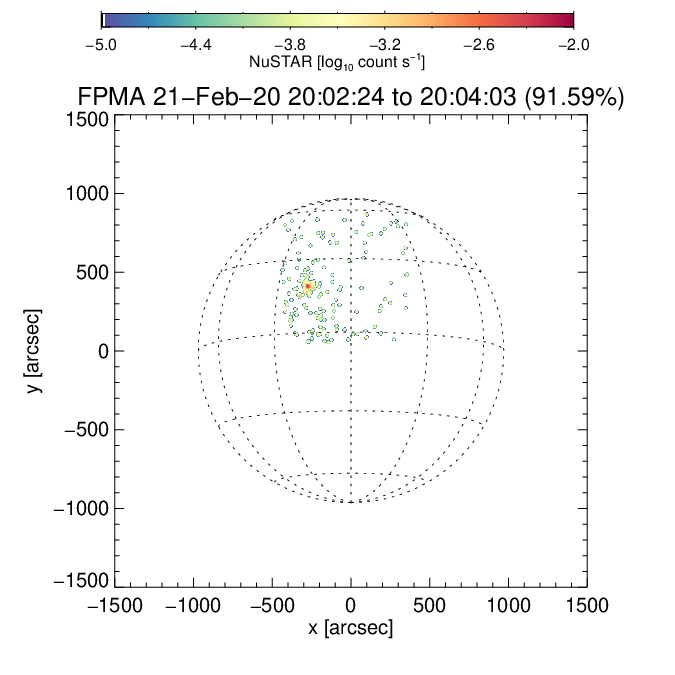 −5.0 −4.4 −3.8 −3.2 −2.6 −2.0
NuSTAR [log₁₀ count s⁻¹]
FPMA 21−Feb−20 20:02:24 to 20:04:03 (91.59%)
1500
1000
500
0
−500
−1000
−1500
y [arcsec]
−1500 −1000 −500 0 500 1000 1500
x [arcsec]